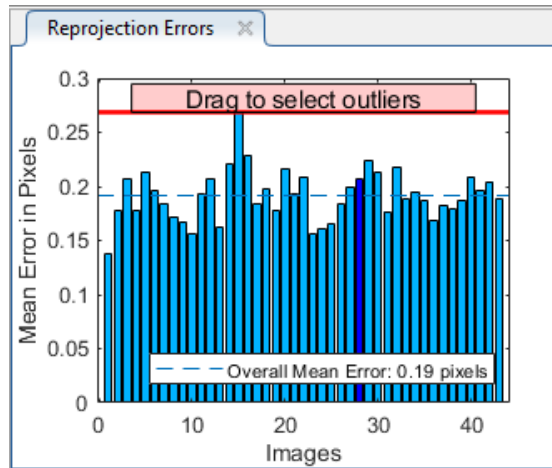 Reprojection Errors
0.3
Drag to select outliers
0.25
0.2
0.15
0.1
0.05
0
Mean Error in Pixels
Overall Mean Error: 0.19 pixels
0 10 20 30 40
Images